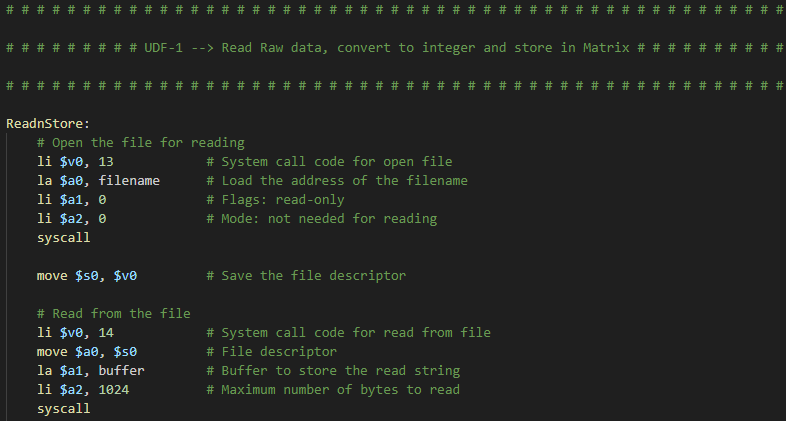 # # # # # # # # # # # # # # # # # # # # # # # # # # # # # # # # # # # # # # # # # # # # # # # # # # #
# # # # # # # # # UDF-1 --> Read Raw data, convert to integer and store in Matrix # # # # # # # # # #
# # # # # # # # # # # # # # # # # # # # # # # # # # # # # # # # # # # # # # # # # # # # # # # # # # #
ReadnStore:
    # Open the file for reading
    li $v0, 13            # System call code for open file
    la $a0, filename      # Load the address of the filename
    li $a1, 0             # Flags: read-only
    li $a2, 0             # Mode: not needed for reading
    syscall
    move $s0, $v0         # Save the file descriptor
    # Read from the file
    li $v0, 14            # System call code for read from file
    move $a0, $s0         # File descriptor
    la $a1, buffer        # Buffer to store the read string
    li $a2, 1024          # Maximum number of bytes to read
    syscall